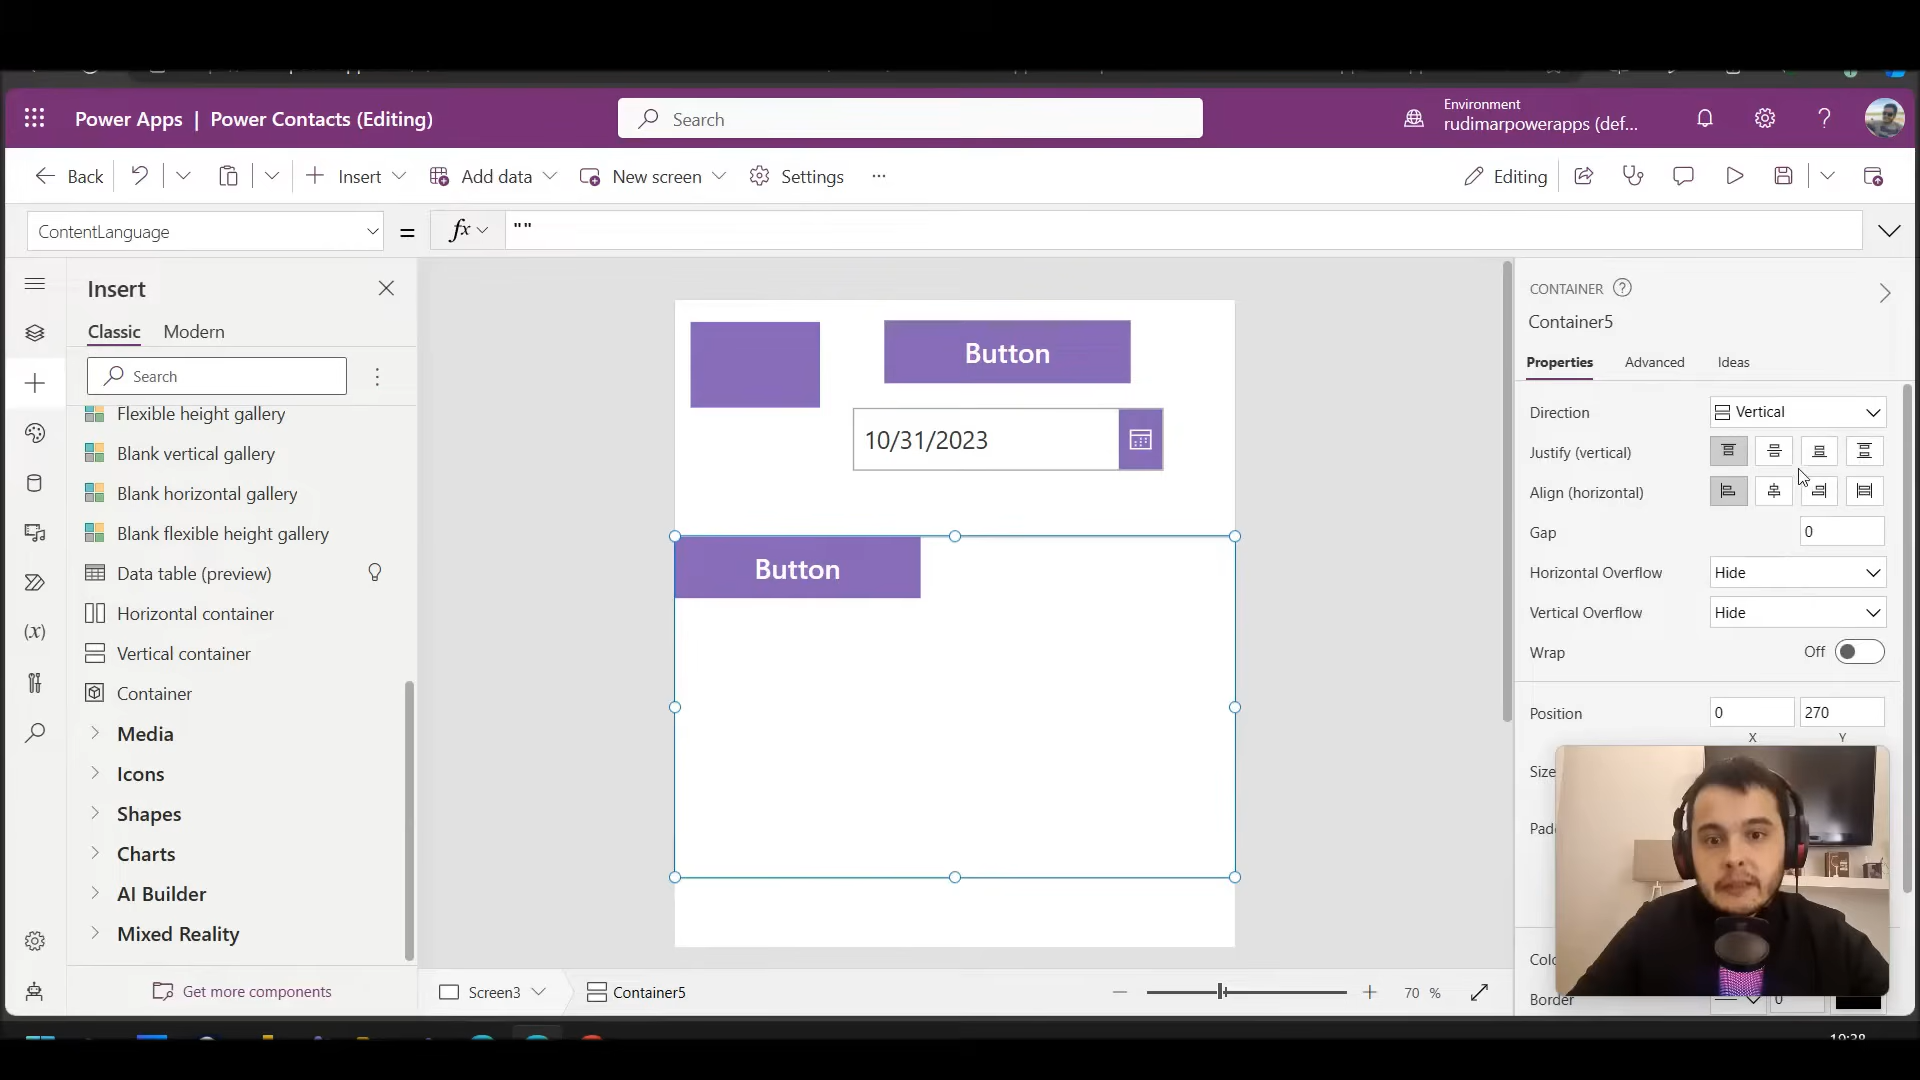 Power Apps | Power Contacts (Editing)
Search
Environment
rudimarpowerapps (def...
Back
Insert
Add data
New screen
Settings
...
Editing
ContentLanguage
=
fx
""
Insert
Classic
Modern
Search
Flexible height gallery
Blank vertical gallery
Blank horizontal gallery
Blank flexible height gallery
Data table (preview)
Horizontal container
Vertical container
Container
Media
Icons
Shapes
Charts
AI Builder
Mixed Reality
Get more components
Button
10/31/2023
Button
Screen3
Container5
70 %
CONTAINER
Container5
Properties
Advanced
Ideas
Direction
Vertical
Justify (vertical)
Align (horizontal)
Gap
0
Horizontal Overflow
Hide
Vertical Overflow
Hide
Wrap
Off
Position
0
270
X
Y
Size
Border
0